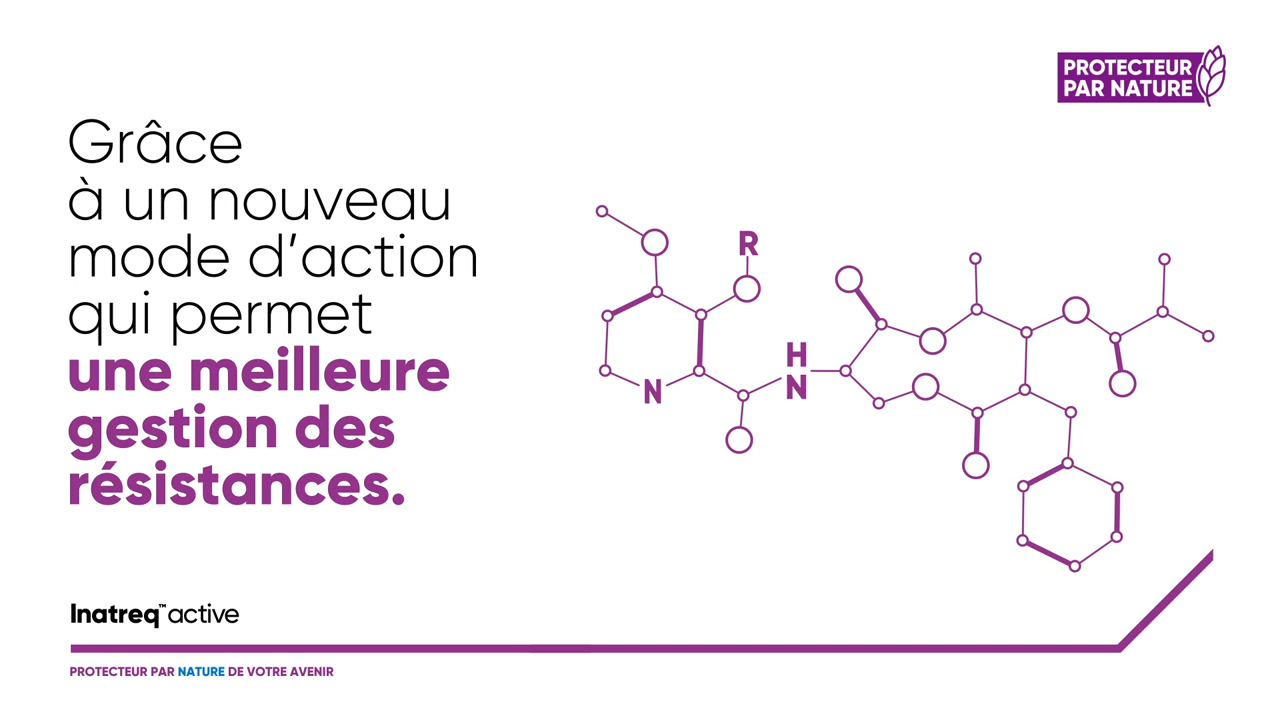 PROTECTEUR
PAR NATURE
Grâce
à un nouveau
mode d’action
qui permet
une meilleure
gestion des
résistances.
R
H
N
N
Inatreq™ active
PROTECTEUR PAR NATURE DE VOTRE AVENIR